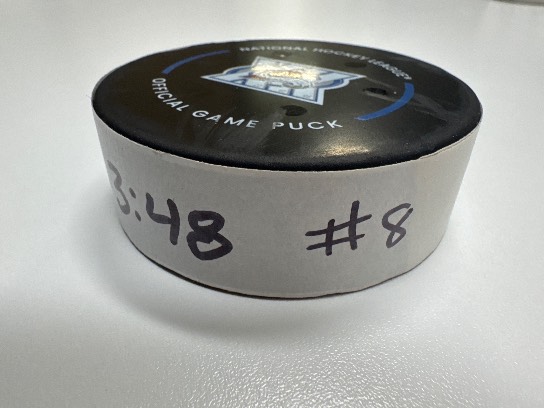 NATIONAL HOCKEY LEAGUE
OFFICIAL GAME PUCK
3:48 #8